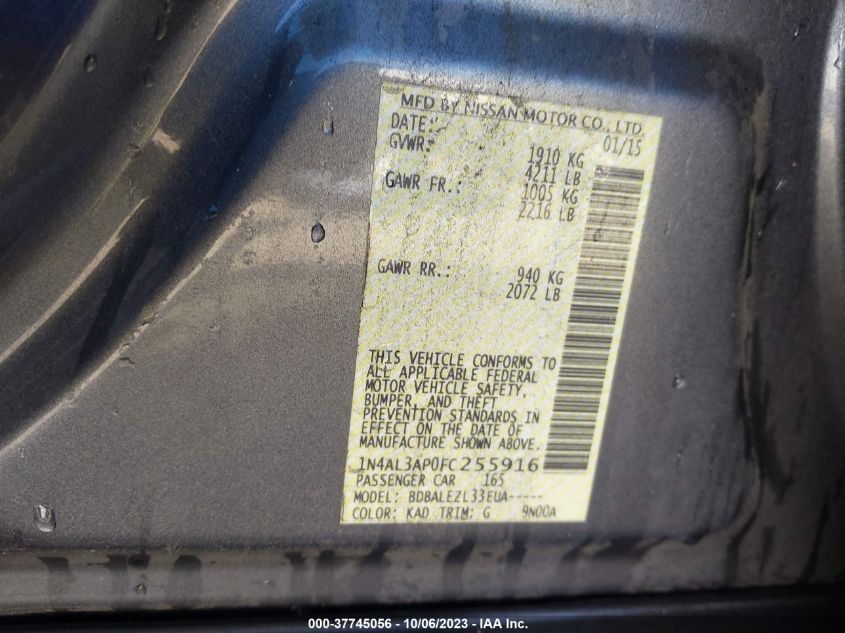 MFD BY NISSAN MOTOR CO., LTD
DATE: 01/15
GVWR: 1910 KG
4211 LB
GAWR FR.: 1005 KG
2216 LB
GAWR RR.: 940 KG
2072 LB
THIS VEHICLE CONFORMS TO
ALL APPLICABLE FEDERAL
MOTOR VEHICLE SAFETY,
BUMPER, AND THEFT
PREVENTION STANDARDS IN
EFFECT ON THE DATE OF
MANUFACTURE SHOWN ABOVE.
1N4AL3AP0FC255916
PASSENGER CAR 165
MODEL: BDBALEZL33EUA-----
COLOR: KAD TRIM: G 9N00A
000-37745056 - 10/06/2023 - IAA Inc.